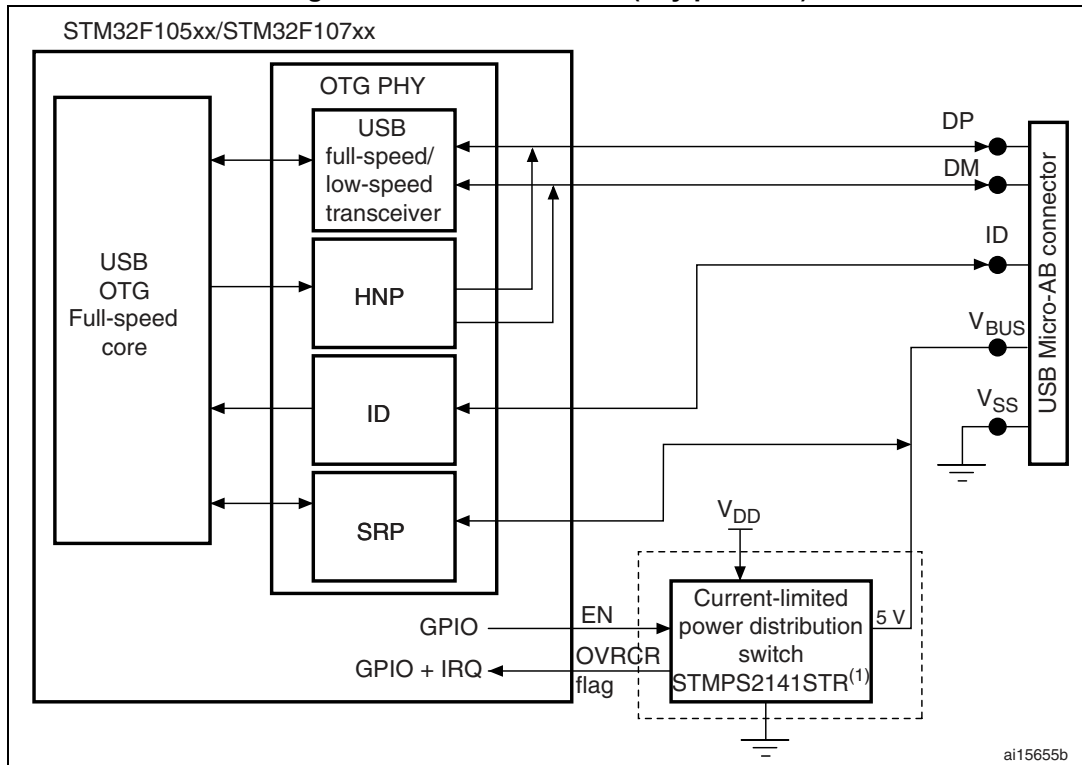 STM32F105xx/STM32F107xx
OTG PHY
USB
full-speed/
low-speed
transceiver
HNP
ID
SRP
USB
OTG
Full-speed
core
DP
DM
ID
VBUS
VSS
USB Micro-AB connector
VDD
Current-limited
power distribution
switch
STMPS2141STR(1)
5 V
GPIO
EN
GPIO + IRQ
OVRCR
flag
ai15655b